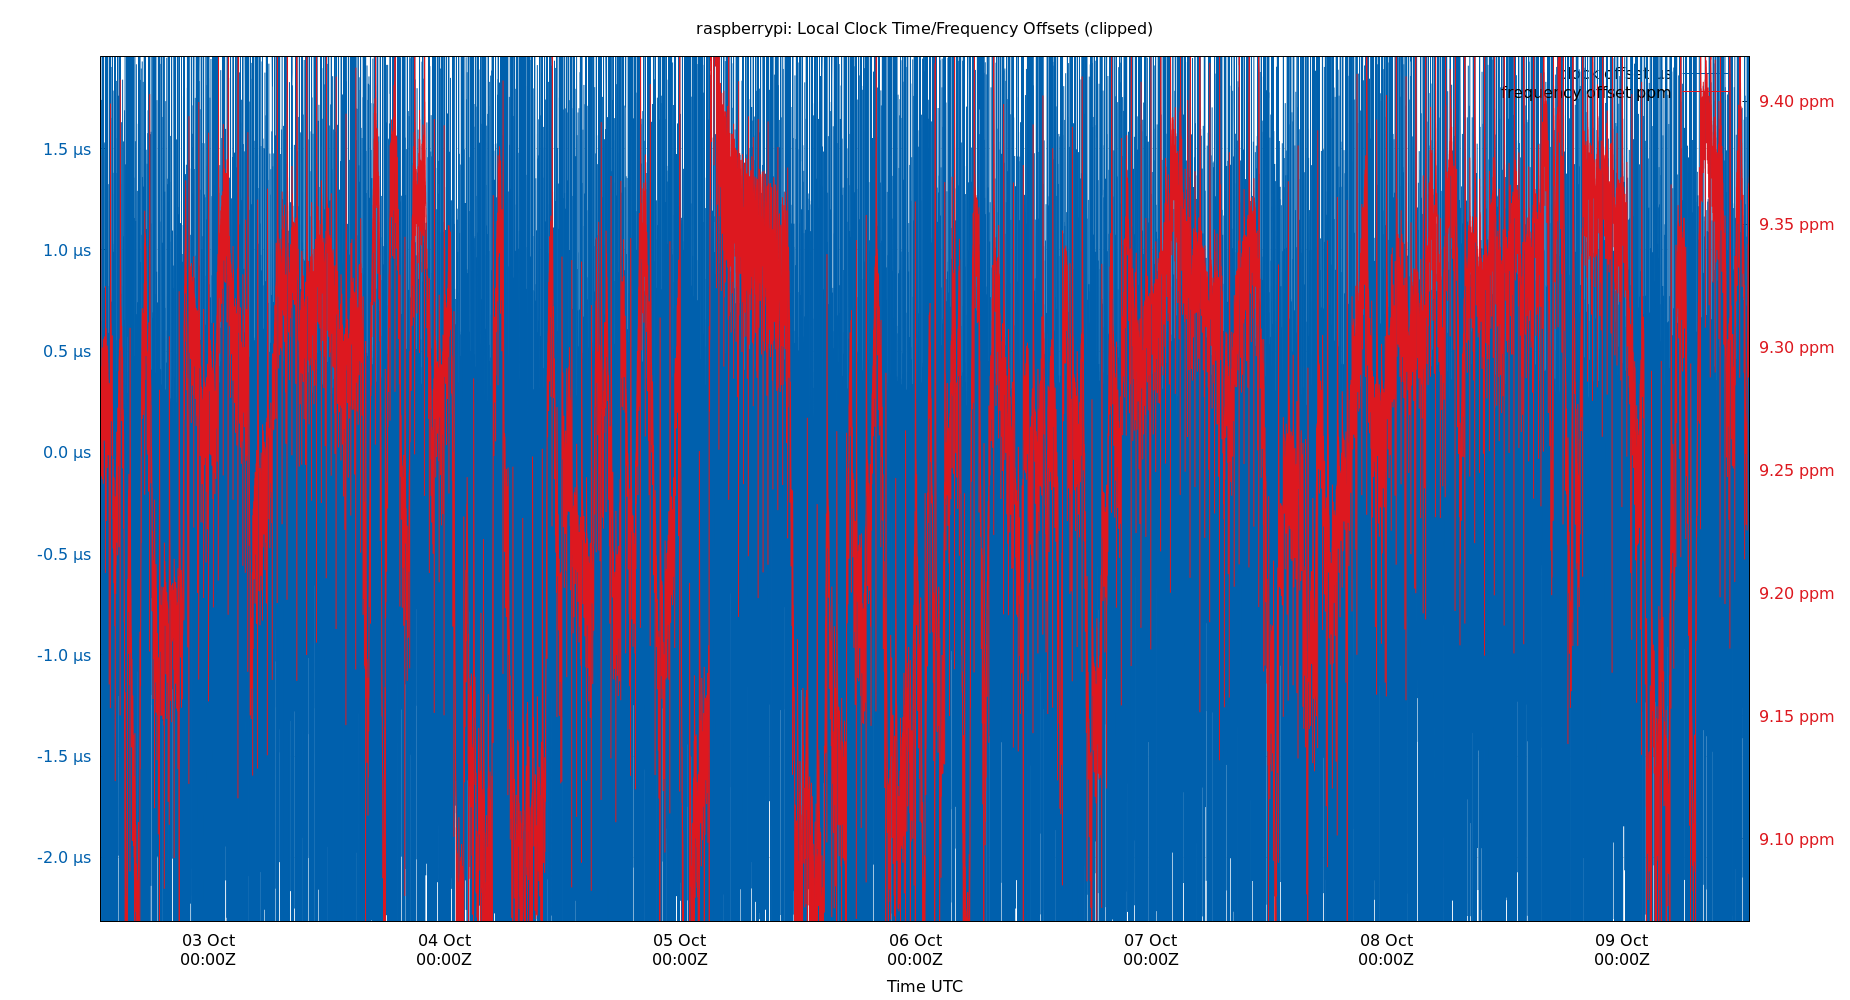 raspberrypi: Local Clock Time/Frequency Offsets (clipped)
clock offset µs
frequency offset ppm
1.5 µs
1.0 µs
0.5 µs
0.0 µs
-0.5 µs
-1.0 µs
-1.5 µs
-2.0 µs
9.40 ppm
9.35 ppm
9.30 ppm
9.25 ppm
9.20 ppm
9.15 ppm
9.10 ppm
03 Oct
00:00Z
04 Oct
00:00Z
05 Oct
00:00Z
06 Oct
00:00Z
07 Oct
00:00Z
08 Oct
00:00Z
09 Oct
00:00Z
Time UTC